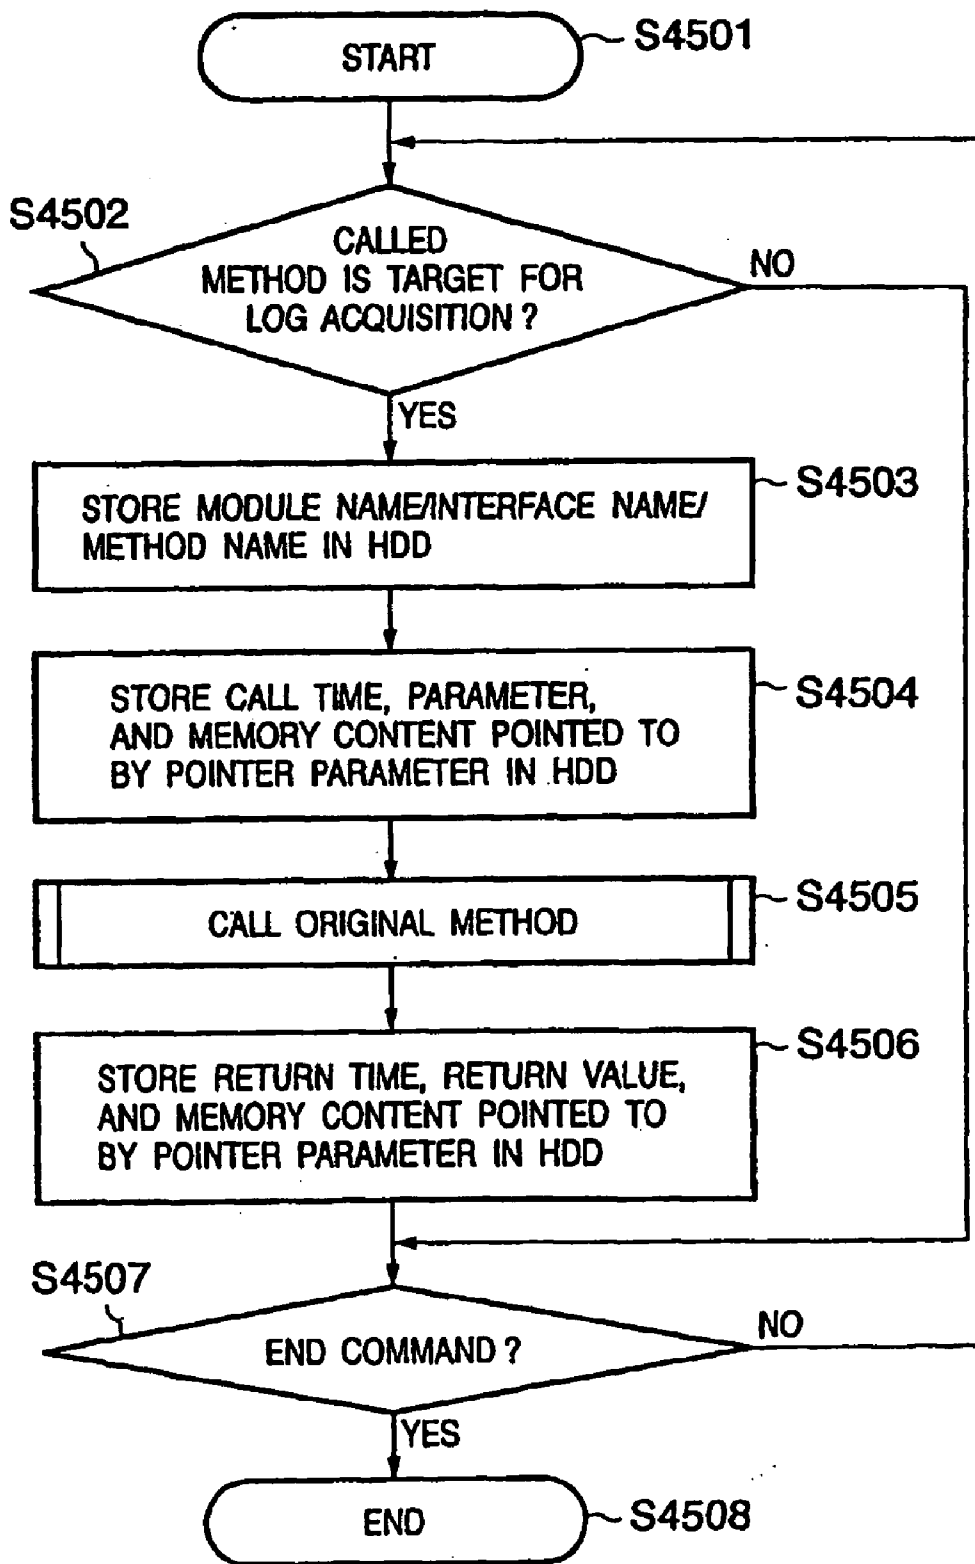 START
S4501
S4502
CALLED
METHOD IS TARGET FOR
LOG ACQUISITION ?
NO
YES
STORE MODULE NAME/INTERFACE NAME/
METHOD NAME IN HDD
S4503
STORE CALL TIME, PARAMETER,
AND MEMORY CONTENT POINTED TO
BY POINTER PARAMETER IN HDD
S4504
CALL ORIGINAL METHOD
S4505
STORE RETURN TIME, RETURN VALUE,
AND MEMORY CONTENT POINTED TO
BY POINTER PARAMETER IN HDD
S4506
S4507
END COMMAND ?
NO
YES
END
S4508